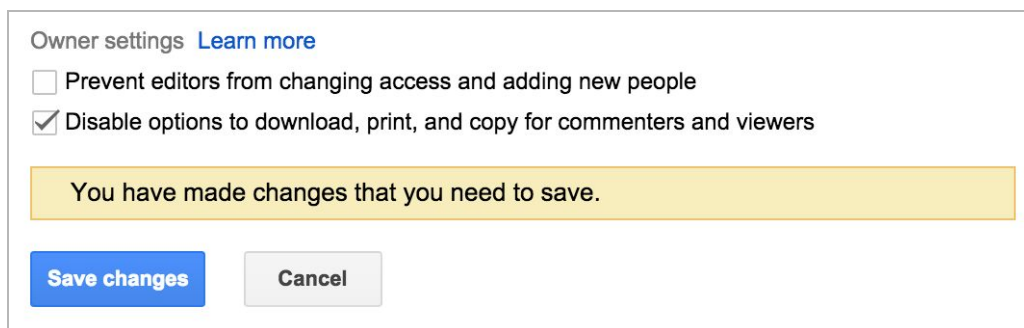 Owner settings Learn more
Prevent editors from changing access and adding new people
Disable options to download, print, and copy for commenters and viewers
You have made changes that you need to save.
Save changes Cancel